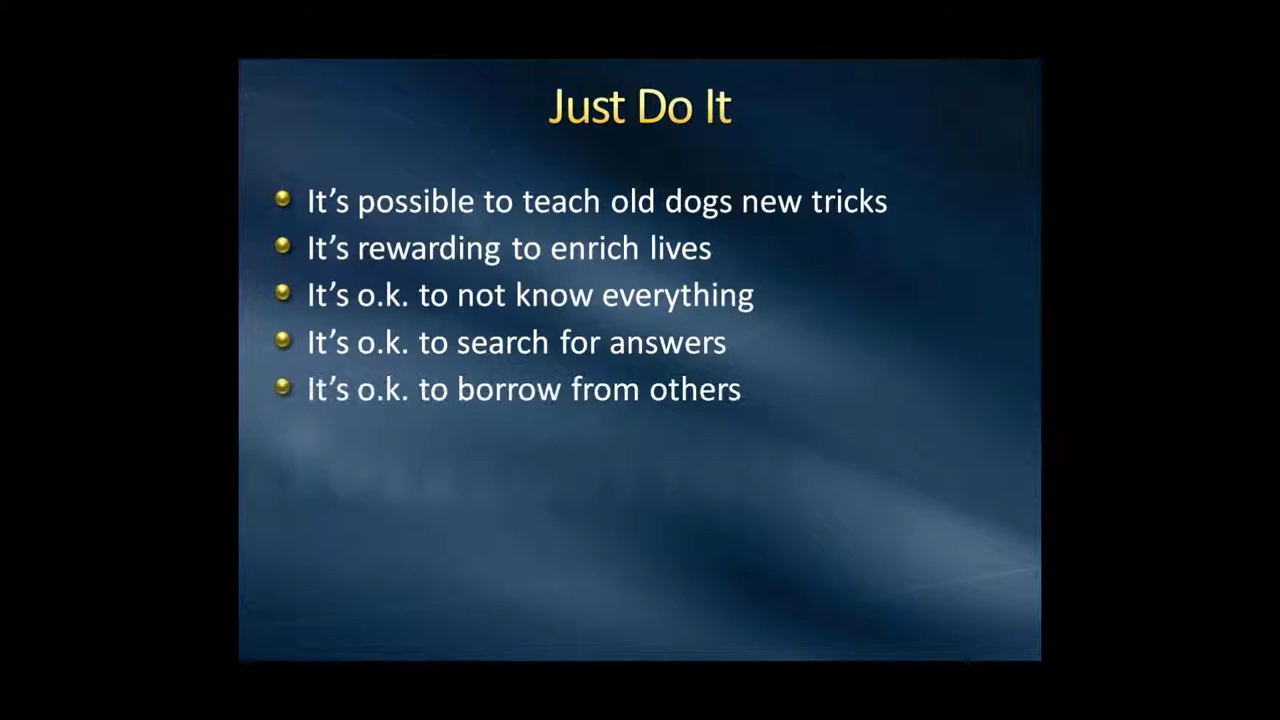 Just Do It
It’s possible to teach old dogs new tricks
It’s rewarding to enrich lives
It’s o.k. to not know everything
It’s o.k. to search for answers
It’s o.k. to borrow from others